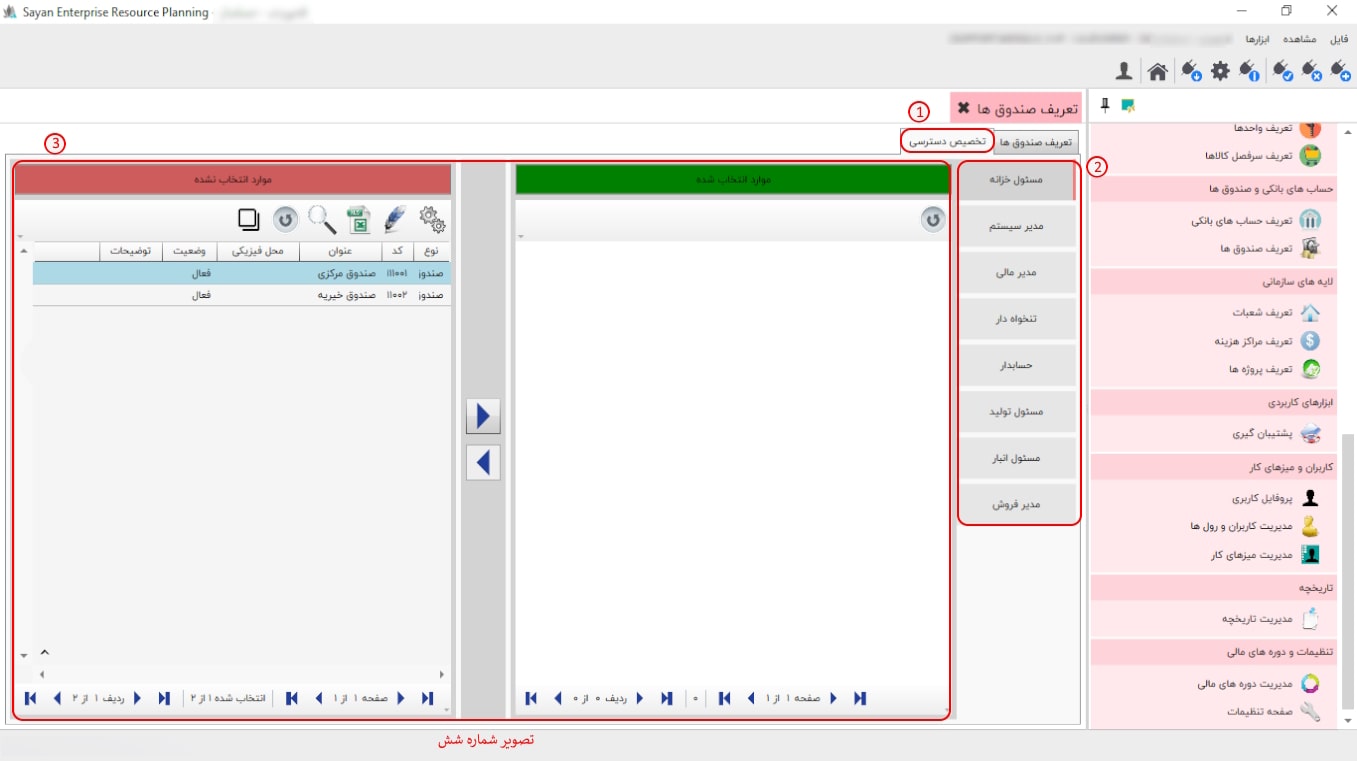 Sayan Enterprise Resource Planning
فایل
مشاهده
ابزارها
تعریف صندوق ها
تعریف صندوق ها
تخصیص دسترسی
1
2
3
مسئول خزانه
مدیر سیستم
مدیر مالی
تنخواه دار
حسابدار
مسئول تولید
مسئول انبار
مدیر فروش
موارد انتخاب شده
صفحه ۱ از ۱
۰
ردیف ۰ از ۰
موارد انتخاب نشده
نوع کد عنوان محل فیزیکی وضعیت توضیحات
صندوز ۱۱۱۰۰۱ صندوق مرکزی فعال
صندوز ۱۱۰۰۲ صندوق خیریه فعال
صفحه ۱ از ۱
انتخاب شده ۱ از ۲
ردیف ۱ از ۲
تعریف واحدها
تعریف سرفصل کالاها
حساب های بانکی و صندوق ها
تعریف حساب های بانکی
تعریف صندوق ها
لایه های سازمانی
تعریف شعبات
تعریف مراکز هزینه
تعریف پروژه ها
ابزارهای کاربردی
پشتیبان گیری
کاربران و میزهای کار
پروفایل کاربری
مدیریت کاربران و رول ها
مدیریت میزهای کار
تاریخچه
مدیریت تاریخچه
تنظیمات و دوره های مالی
مدیریت دوره های مالی
صفحه تنظیمات
تصویر شماره شش